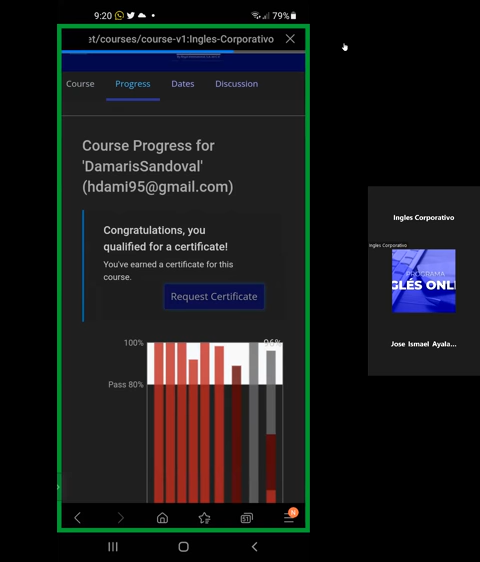 9:20
79%
et/courses/course-v1:Ingles-Corporativo
Course
Progress
Dates
Discussion
Course Progress for
'DamarisSandoval'
(hdami95@gmail.com)
Congratulations, you
qualified for a certificate!
You've earned a certificate for this
course.
Request Certificate
100%
96%
Pass 80%
51
N
Ingles Corporativo
Ingles Corporativo
PROGRAMA
GLÉS ONL
Jose Ismael Ayala...